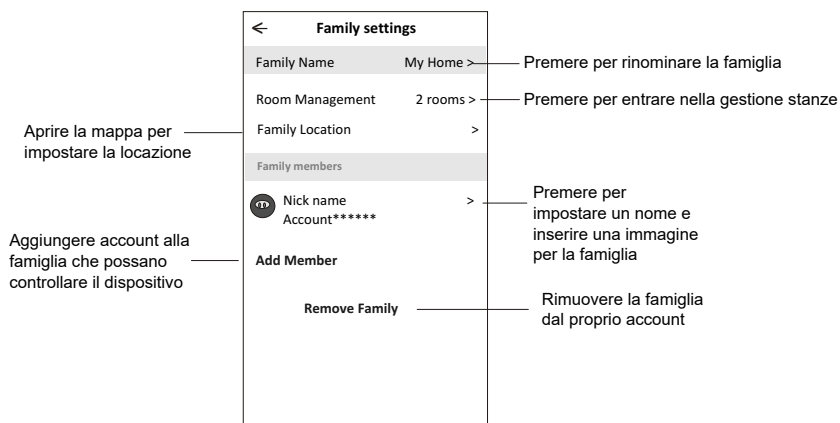 Family settings
Family Name My Home >
Premere per rinominare la famiglia
Room Management 2 rooms >
Premere per entrare nella gestione stanze
Aprire la mappa per
impostare la locazione
Family Location >
Family members
Nick name >
Account******
Premere per
impostare un nome e
inserire una immagine
per la famiglia
Aggiungere account alla
famiglia che possano
controllare il dispositivo
Add Member
Remove Family
Rimuovere la famiglia
dal proprio account